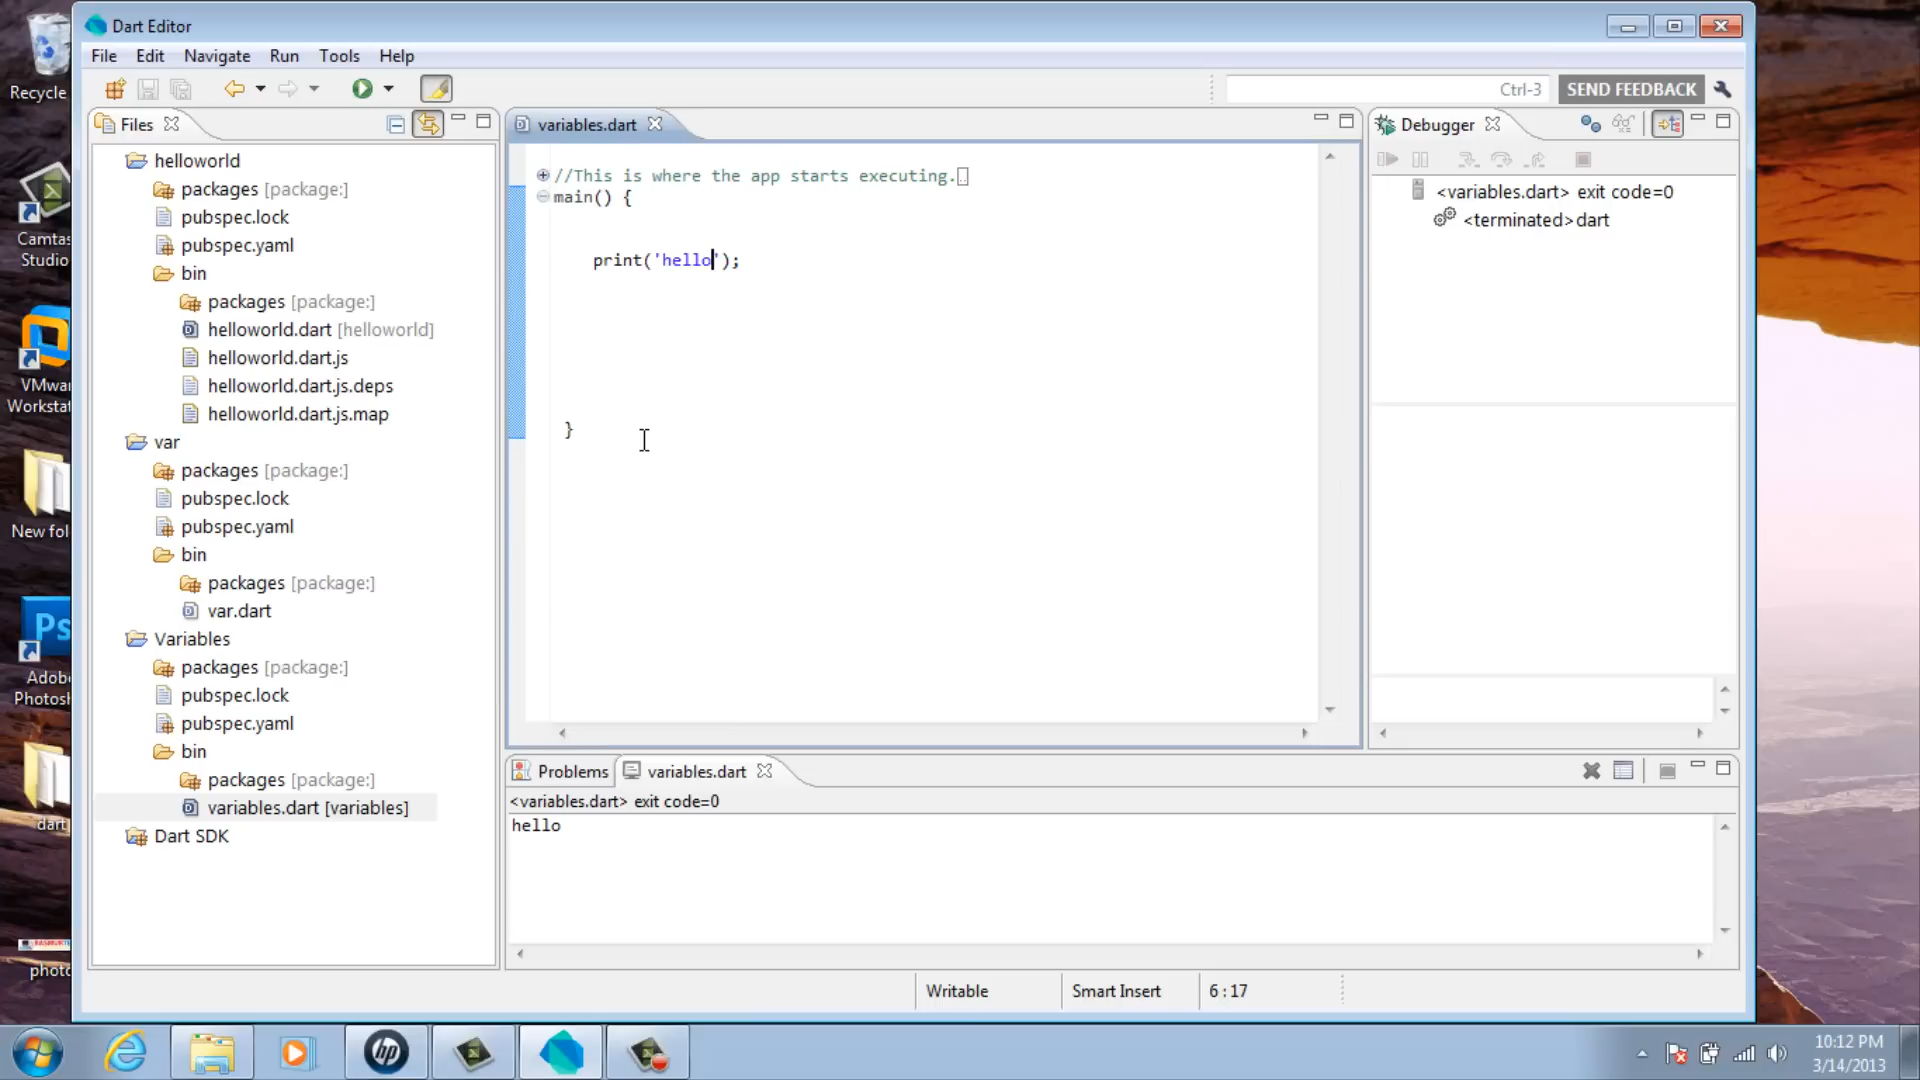 Dart Editor
File Edit Navigate Run Tools Help
Ctrl-3 SEND FEEDBACK
Files
variables.dart
Debugger
helloworld
packages [package:]
pubspec.lock
pubspec.yaml
bin
packages [package:]
helloworld.dart [helloworld]
helloworld.dart.js
helloworld.dart.js.deps
helloworld.dart.js.map
var
packages [package:]
pubspec.lock
pubspec.yaml
bin
packages [package:]
var.dart
Variables
packages [package:]
pubspec.lock
pubspec.yaml
bin
packages [package:]
variables.dart [variables]
Dart SDK
//This is where the app starts executing.
main() {
print('hello');
}
<variables.dart> exit code=0
<terminated>dart
Problems variables.dart
<variables.dart> exit code=0
hello
Writable Smart Insert 6 : 17
Recycle
Camtas
Studio
VMwar
Workstat
New fol
Ps
Adobe
Photosh
dart
photo
hp
10:12 PM
3/14/2013